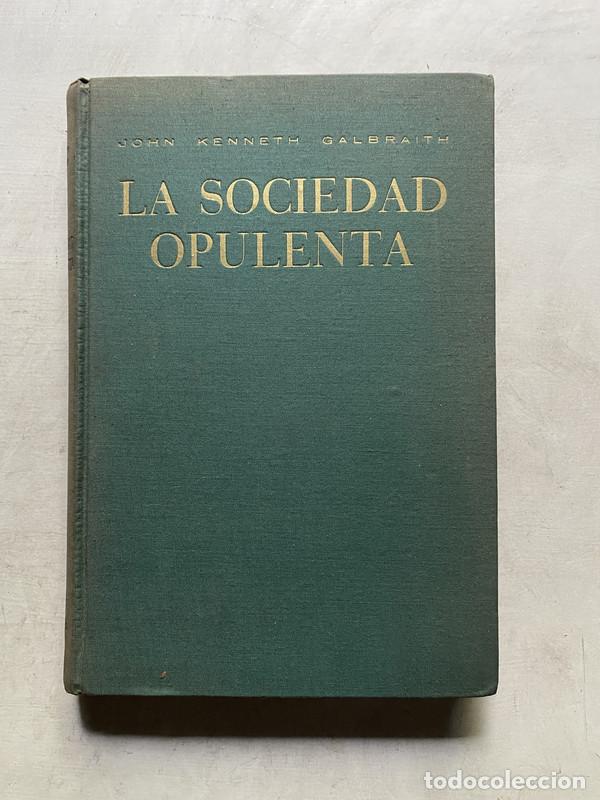 JOHN KENNETH GALBRAITH
LA SOCIEDAD
OPULENTA
todocoleccion